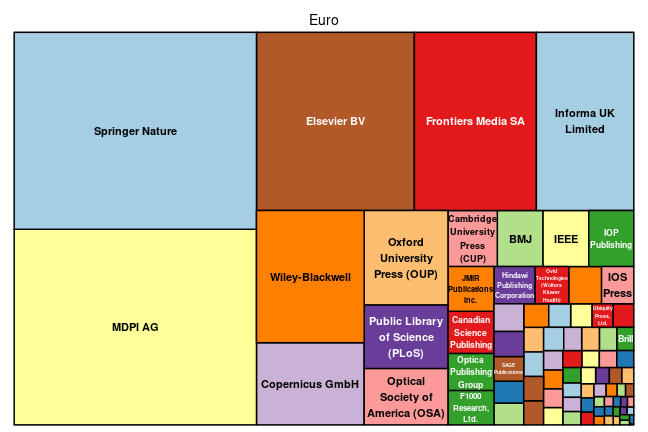 Euro
Springer Nature
Elsevier BV
Frontiers Media SA
Informa UK
Limited
MDPI AG
Wiley-Blackwell
Copernicus GmbH
Oxford
University
Press (OUP)
Public Library
of Science
(PLoS)
Optical
Society of
America (OSA)
Cambridge
University
Press
(CUP)
BMJ
IEEE
IOP
Publishing
JMIR
Publications
Inc.
Hindawi
Publishing
Corporation
Ovid
Technologies
(Wolters
Kluwer
Health)
IOS
Press
Canadian
Science
Publishing
Ubiquity
Press,
Ltd.
Brill
Optica
Publishing
Group
SAGE
Publications
F1000
Research,
Ltd.